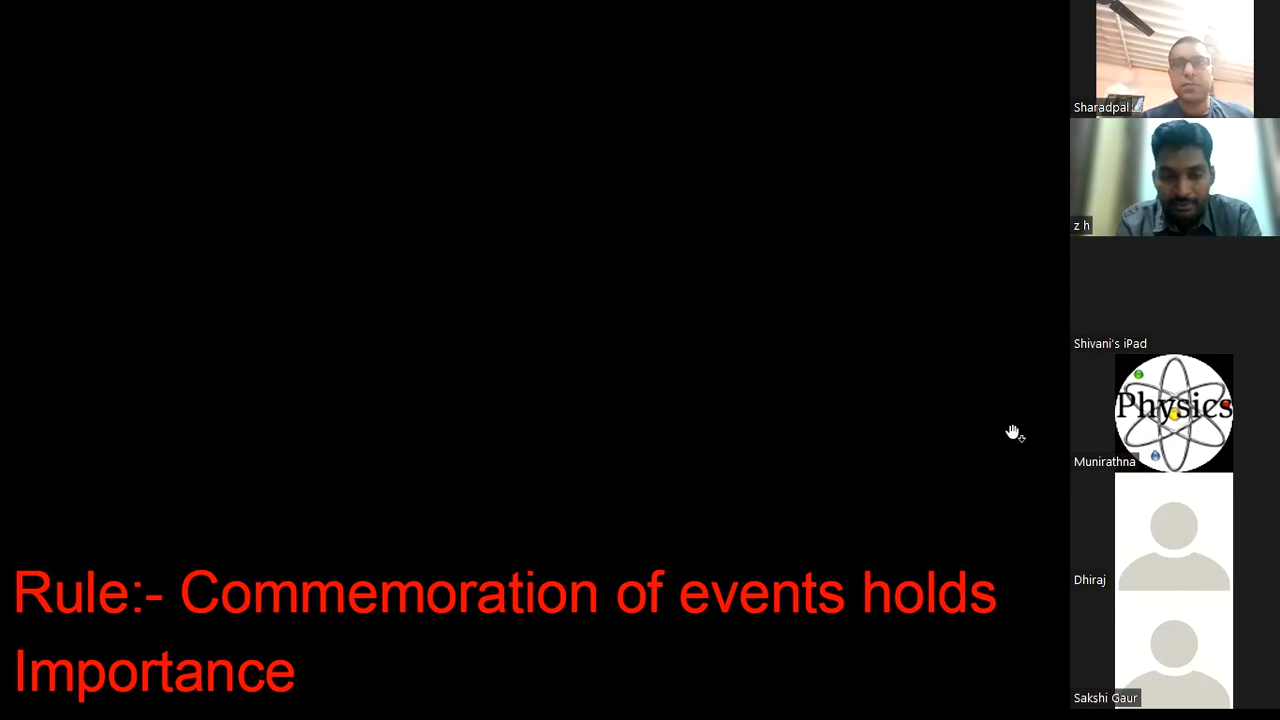 Sharadpal
z h
Shivani's iPad
Physics
Munirathna
Dhiraj
Rule:- Commemoration of events holds
Importance
Sakshi Gaur